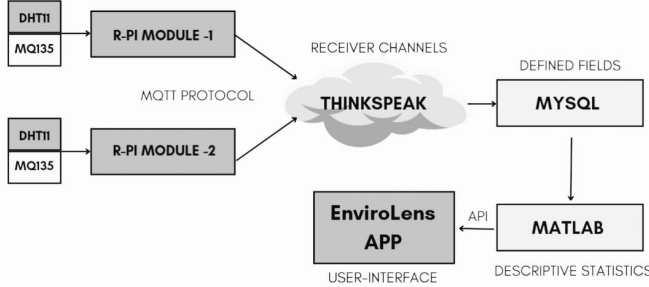 DHT11
MQ135
R-PI MODULE -1
RECEIVER CHANNELS
DEFINED FIELDS
MQTT PROTOCOL
THINKSPEAK
MYSQL
DHT11
MQ135
R-PI MODULE -2
EnviroLens
APP
API
MATLAB
USER-INTERFACE
DESCRIPTIVE STATISTICS